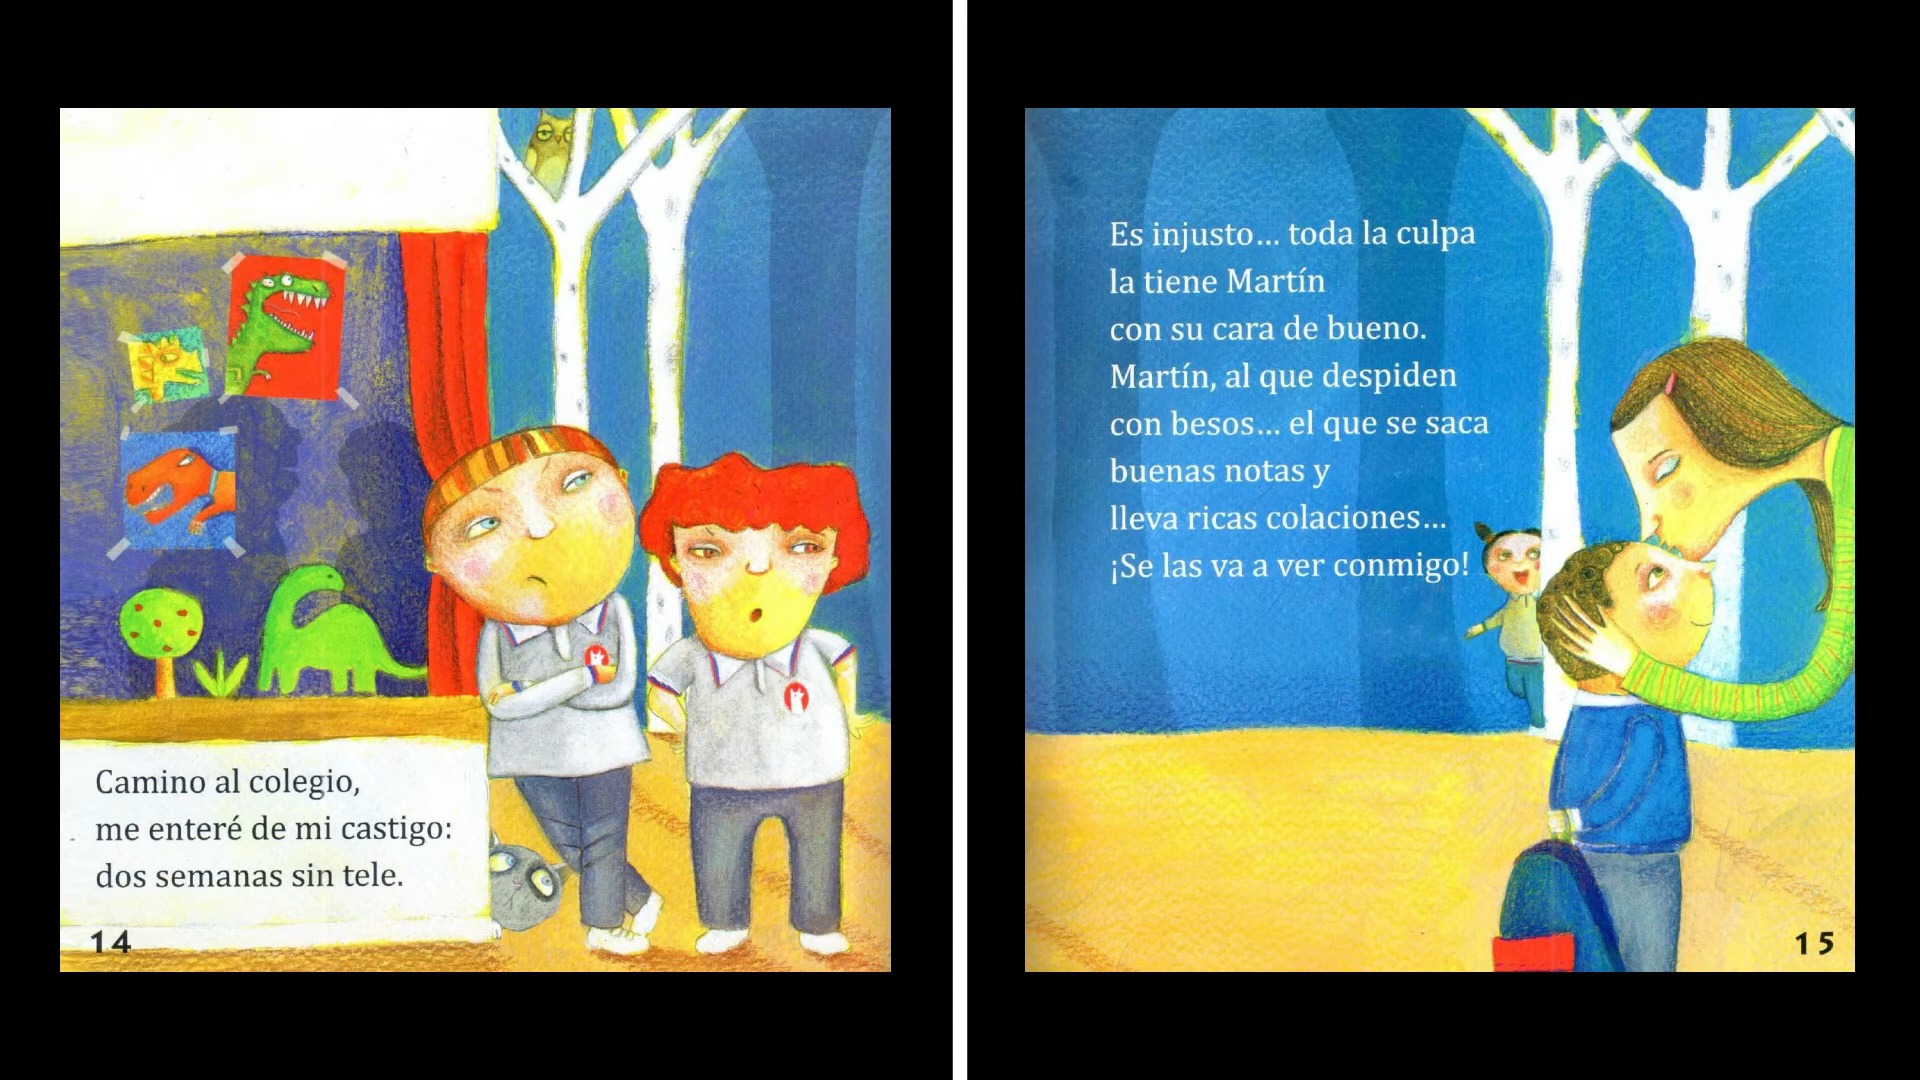 Camino al colegio,
me enteré de mi castigo:
dos semanas sin tele.
14
Es injusto... toda la culpa
la tiene Martín
con su cara de bueno.
Martín, al que despiden
con besos... el que se saca
buenas notas y
lleva ricas colaciones...
¡Se las va a ver conmigo!
15